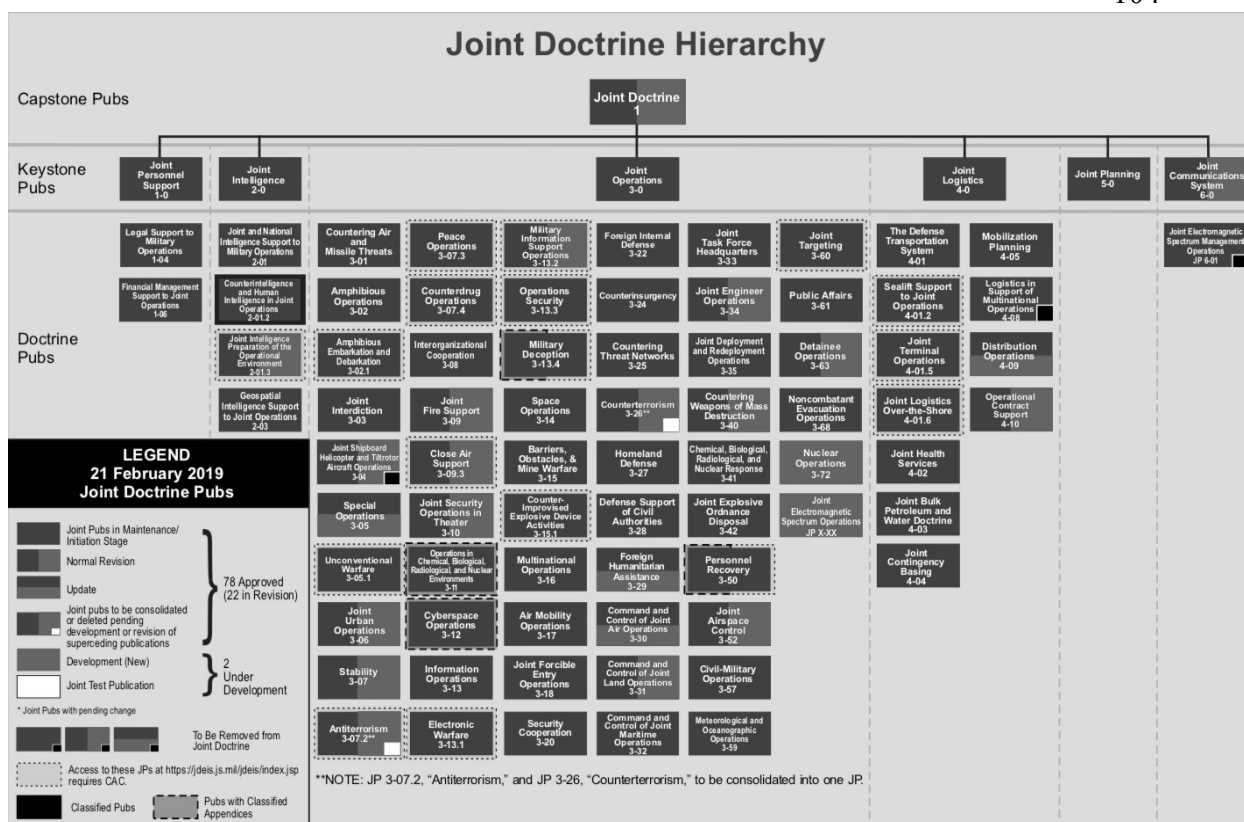 Joint Doctrine Hierarchy
Capstone Pubs
Joint Doctrine
1
Keystone
Pubs
Joint
Personnel
Support
1-0
Joint
Intelligence
2-0
Joint
Operations
3-0
Joint
Logistics
4-0
Joint Planning
5-0
Joint
Communications
System
6-0
Doctrine
Pubs
Legal Support to
Military
Operations
1-04
Financial Management
Support to Joint
Operations
1-06
Joint and National
Intelligence Support to
Military Operations
2-01
Counterintelligence
and Human
Intelligence in Joint
Operations
2-01.2
Joint Intelligence
Preparation of the
Operational
Environment
2-01.3
Geospatial
Intelligence Support
to Joint Operations
2-03
Countering Air
and
Missile Threats
3-01
Amphibious
Operations
3-02
Amphibious
Embarkation and
Debarkation
3-02.1
Joint
Interdiction
3-03
Joint Shipboard
Helicopter and Tiltrotor
Aircraft Operations
3-04
Special
Operations
3-05
Unconventional
Warfare
3-05.1
Joint
Urban
Operations
3-06
Stability
3-07
Antiterrorism
3-07.2**
Peace
Operations
3-07.3
Counterdrug
Operations
3-07.4
Interorganizational
Cooperation
3-08
Joint
Fire Support
3-09
Close Air
Support
3-09.3
Joint Security
Operations in
Theater
3-10
Operations in
Chemical, Biological,
Radiological, and Nuclear
Environments
3-11
Cyberspace
Operations
3-12
Information
Operations
3-13
Electronic
Warfare
3-13.1
Military
Information
Support
Operations
3-13.2
Operations
Security
3-13.3
Military
Deception
3-13.4
Space
Operations
3-14
Barriers,
Obstacles, &
Mine Warfare
3-15
Counter-
Improvised
Explosive Device
Activities
3-15.1
Multinational
Operations
3-16
Air Mobility
Operations
3-17
Joint Forcible
Entry
Operations
3-18
Security
Cooperation
3-20
Foreign Internal
Defense
3-22
Counterinsurgency
3-24
Countering
Threat Networks
3-25
Counterterrorism
3-26**
Homeland
Defense
3-27
Defense Support
of Civil
Authorities
3-28
Foreign
Humanitarian
Assistance
3-29
Command and
Control of Joint
Air Operations
3-30
Command and
Control of Joint
Land Operations
3-31
Command and
Control of Joint
Maritime
Operations
3-32
Joint
Task Force
Headquarters
3-33
Joint Engineer
Operations
3-34
Joint Deployment
and Redeployment
Operations
3-35
Countering
Weapons of Mass
Destruction
3-40
Chemical, Biological,
Radiological, and
Nuclear Response
3-41
Joint Explosive
Ordnance
Disposal
3-42
Personnel
Recovery
3-50
Joint
Airspace
Control
3-52
Civil-Military
Operations
3-57
Meteorological and
Oceanographic
Operations
3-59
Joint
Targeting
3-60
Public Affairs
3-61
Detainee
Operations
3-63
Noncombatant
Evacuation
Operations
3-68
Nuclear
Operations
3-72
Joint
Electromagnetic
Spectrum Operations
JP X-XX
The Defense
Transportation
System
4-01
Sealift Support
to Joint
Operations
4-01.2
Joint
Terminal
Operations
4-01.5
Joint Logistics
Over-the-Shore
4-01.6
Joint Health
Services
4-02
Joint Bulk
Petroleum and
Water Doctrine
4-03
Joint
Contingency
Basing
4-04
Mobilization
Planning
4-05
Logistics in
Support of
Multinational
Operations
4-08
Distribution
Operations
4-09
Operational
Contract
Support
4-10
Joint Electromagnetic
Spectrum Management
Operations
JP 6-01
LEGEND
21 February 2019
Joint Doctrine Pubs
Joint Pubs in Maintenance/
Initiation Stage
Normal Revision
Update
Joint pubs to be consolidated
or deleted pending
development or revision of
superceding publications
78 Approved
(22 in Revision)
Development (New)
Joint Test Publication
2
Under
Development
* Joint Pubs with pending change
To Be Removed from
Joint Doctrine
Access to these JPs at https://jdeis.js.mil/jdeis/index.jsp
requires CAC.
Classified Pubs
Pubs with Classified
Appendices
**NOTE: JP 3-07.2, “Antiterrorism,” and JP 3-26, “Counterterrorism,” to be consolidated into one JP.